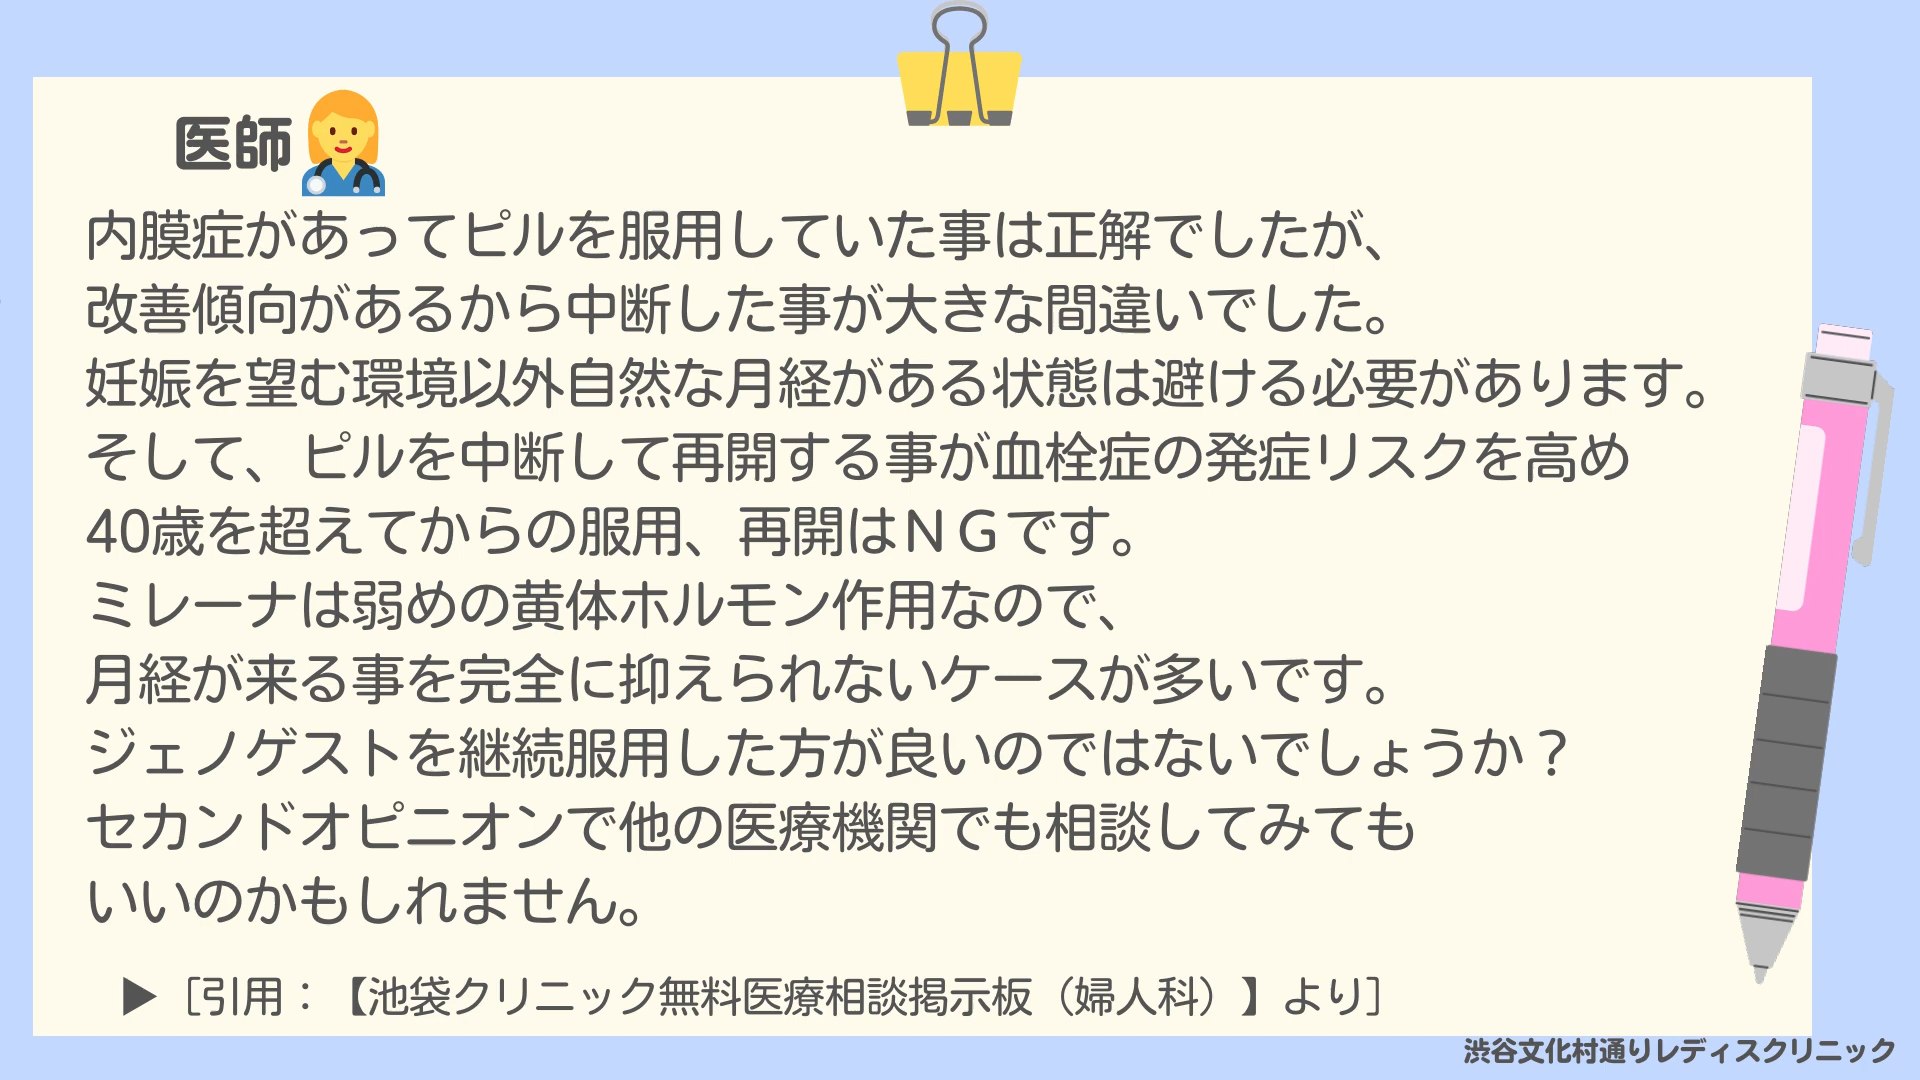 医師
内膜症があってピルを服用していた事は正解でしたが、
改善傾向があるから中断した事が大きな間違いでした。
妊娠を望む環境以外自然な月経がある状態は避ける必要があります。
そして、ピルを中断して再開する事が血栓症の発症リスクを高め
40歳を超えてからの服用、再開はＮＧです。
ミレーナは弱めの黄体ホルモン作用なので、
月経が来る事を完全に抑えられないケースが多いです。
ジェノゲストを継続服用した方が良いのではないでしょうか？
セカンドオピニオンで他の医療機関でも相談してみても
いいのかもしれません。
▶［引用：【池袋クリニック無料医療相談掲示板（婦人科）】より］
渋谷文化村通りレディスクリニック